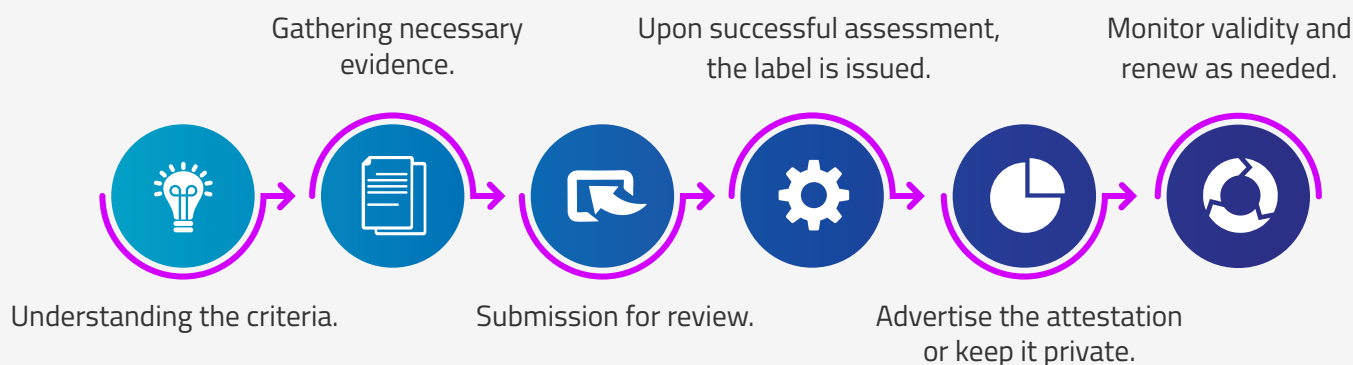 Understanding the criteria.
Gathering necessary
evidence.
Submission for review.
Upon successful assessment,
the label is issued.
Advertise the attestation
or keep it private.
Monitor validity and
renew as needed.